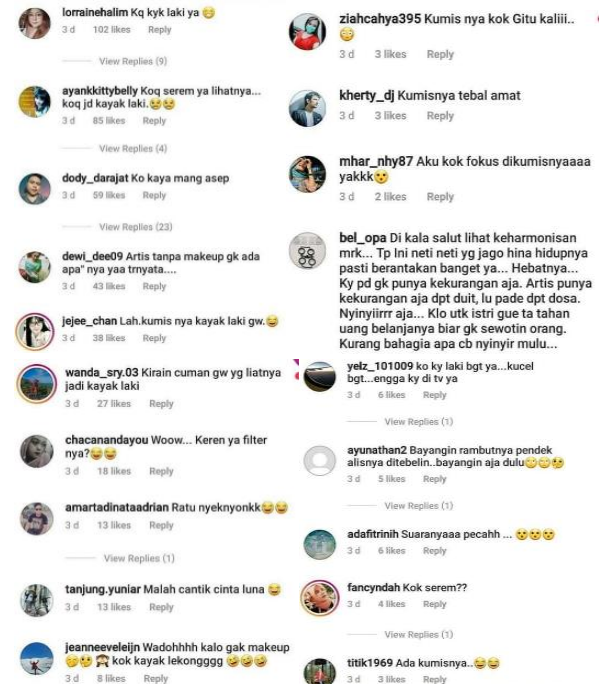 lorrainehalim Kq kyk laki ya
3 d 102 likes Reply
View Replies (9)
ayankkittybelly Koq serem ya lihatnya...
koq jd kayak laki.
3 d 85 likes Reply
View Replies (4)
dody_darajat Ko kaya mang asep
3 d 59 likes Reply
View Replies (23)
dewi_dee09 Artis tanpa makeup gk ada
apa" nya yaa trnyata....
3 d 43 likes Reply
jejee_chan Lah.kumis nya kayak laki gw.😂
3 d 38 likes Reply
wanda_sry.03 Kirain cuman gw yg liatnya
jadi kayak laki
3 d 27 likes Reply
chacanandayou Woow... Keren ya filter
nya?😂😂
3 d 18 likes Reply
amartadinataadrian Ratu nyeknyonkk😂😂
3 d 13 likes Reply
View Replies (1)
tanjung.yuniar Malah cantik cinta luna 😂
3 d 13 likes Reply
jeanneeveleijn Wadohhhh kalo gak makeup
🤔🙊 kok kayak lekongggg 🤣🤣🤣
3 d 8 likes Reply
ziahcahya395 Kumis nya kok Gitu kaliii..
😳
3 d 3 likes Reply
kherty_dj Kumisnya tebal amat
3 d 3 likes Reply
mhar_nhy87 Aku kok fokus dikumisnyaaaa
yakkk😯
3 d 2 likes Reply
bel_opa Di kala salut lihat keharmonisan
mrk... Tp Ini neti neti yg jago hina hidupnya
pasti berantakan banget ya... Hebatnya...
Ky pd gk punya kekurangan aja. Artis punya
kekurangan aja dpt duit, lu pade dpt dosa.
Nyinyiirrr aja... Klo utk istri gue ta tahan
uang belanjanya biar gk sewotin orang.
Kurang bahagia apa cb nyinyir mulu...
yelz_101009 ko ky laki bgt ya...kucel
bgt...engga ky di tv ya
3 d 6 likes Reply
View Replies (1)
ayunathan2 Bayangin rambutnya pendek
alisnya ditebelin..bayangin aja dulu
3 d 5 likes Reply
View Replies (1)
adafitrinih Suaranyaaa pecahh ... 😯😯😯
3 d 6 likes Reply
fancyndah Kok serem??
3 d 4 likes Reply
View Replies (1)
titik1969 Ada kumisnya..😂😂
3 d 3 likes Reply